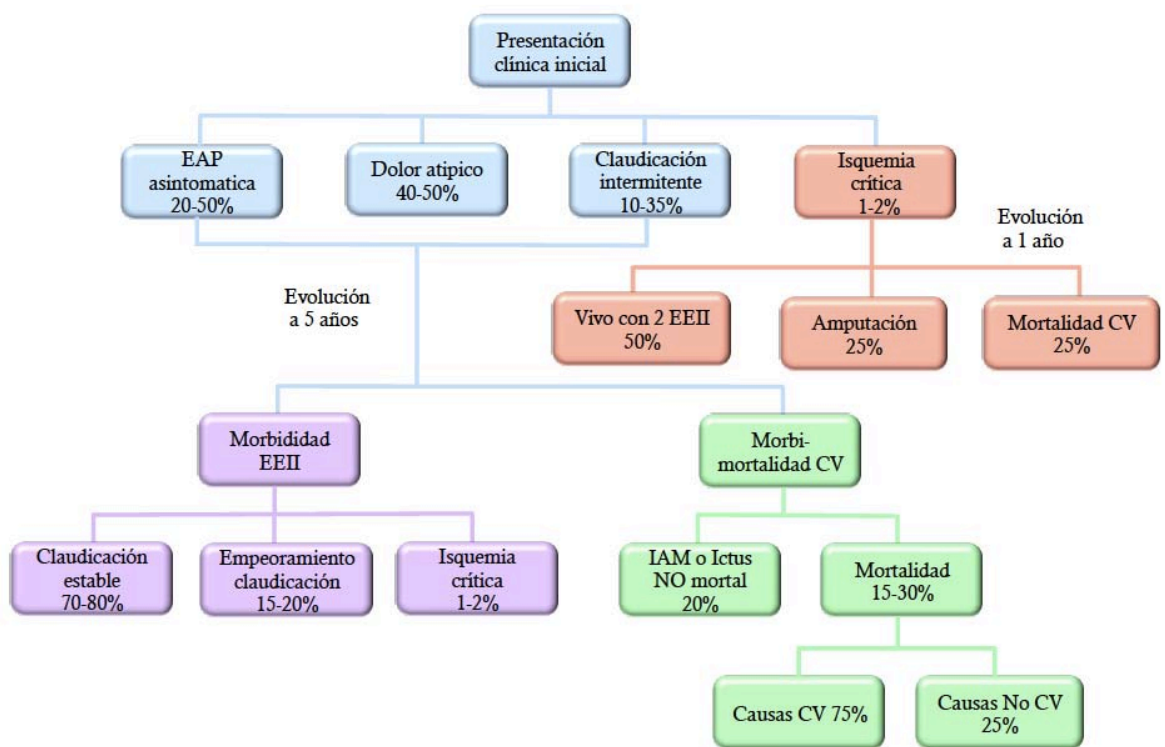 Presentación
clínica inicial
EAP
asintomatica
20-50%
Dolor atipico
40-50%
Claudicación
intermitente
10-35%
Isquemia
crítica
1-2%
Evolución
a 1 año
Evolución
a 5 años
Vivo con 2 EEII
50%
Amputación
25%
Mortalidad CV
25%
Morbididad
EEII
Morbi-
mortalidad CV
Claudicación
estable
70-80%
Empeoramiento
claudicación
15-20%
Isquemia
crítica
1-2%
IAM o Ictus
NO mortal
20%
Mortalidad
15-30%
Causas CV 75%
Causas No CV
25%